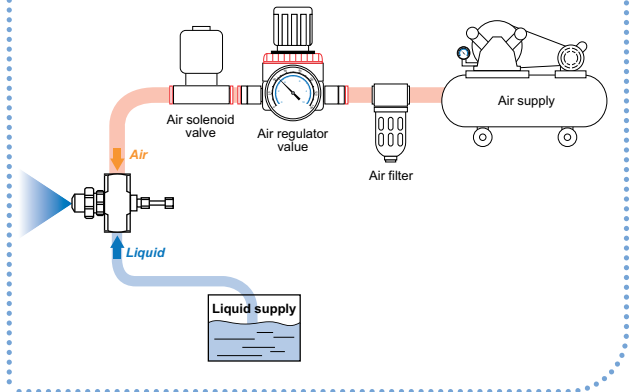 Air supply
Air solenoid
valve
Air regulator
value
Air filter
Air
Liquid
Liquid supply